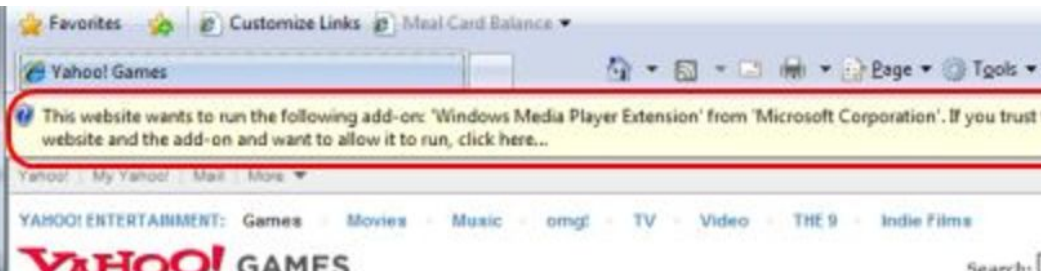 Favorites Customize Links Meal Card Balance
Yahoo! Games Page Tools
This website wants to run the following add-on: 'Windows Media Player Extension' from 'Microsoft Corporation'. If you trust
website and the add-on and want to allow it to run, click here...
Yahoo! My Yahoo! Mail More
YAHOO! ENTERTAINMENT: Games Movies Music omg! TV Video THE 9 Indie Films
YAHOO! GAMES Search: